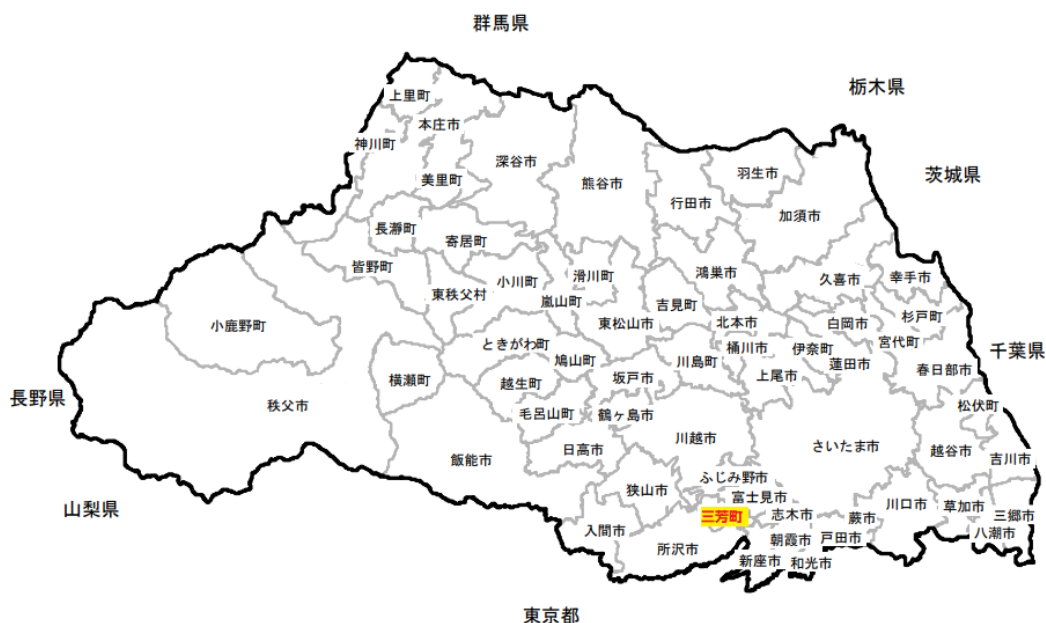 群馬県
栃木県
上里町
本庄市
神川町
深谷市
羽生市
茨城県
美里町
熊谷市
行田市
加須市
長瀞町
寄居町
皆野町
小川町
滑川町
鴻巣市
久喜市
幸手市
東秩父村
嵐山町
吉見町
小鹿野町
東松山市
北本市
白岡市
杉戸町
ときがわ町
桶川市
伊奈町
宮代町
千葉県
鳩山町
川島町
蓮田市
横瀬町
越生町
坂戸市
上尾市
春日部市
長野県
秩父市
毛呂山町
鶴ヶ島市
松伏町
川越市
さいたま市
日高市
越谷市
飯能市
吉川市
ふじみ野市
狭山市
富士見市
川口市
草加市
山梨県
三芳町
志木市
蕨市
三郷市
入間市
八潮市
朝霞市
戸田市
所沢市
新座市
和光市
東京都